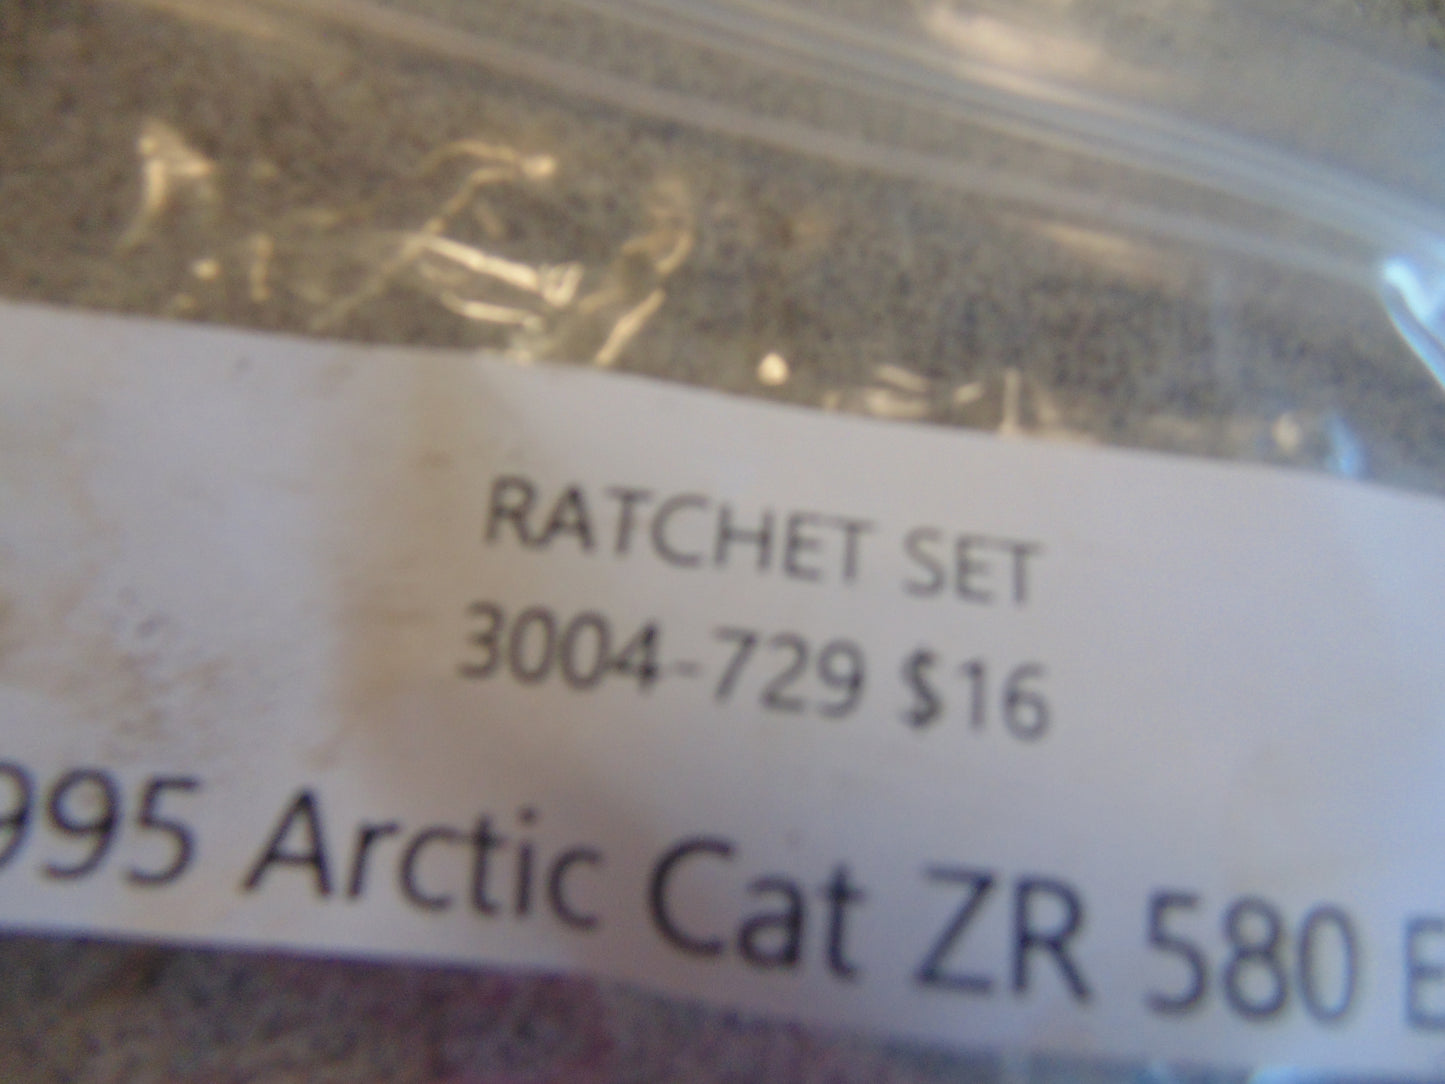 RATCHET SET
3004-729 $16
995 Arctic Cat ZR 580 E